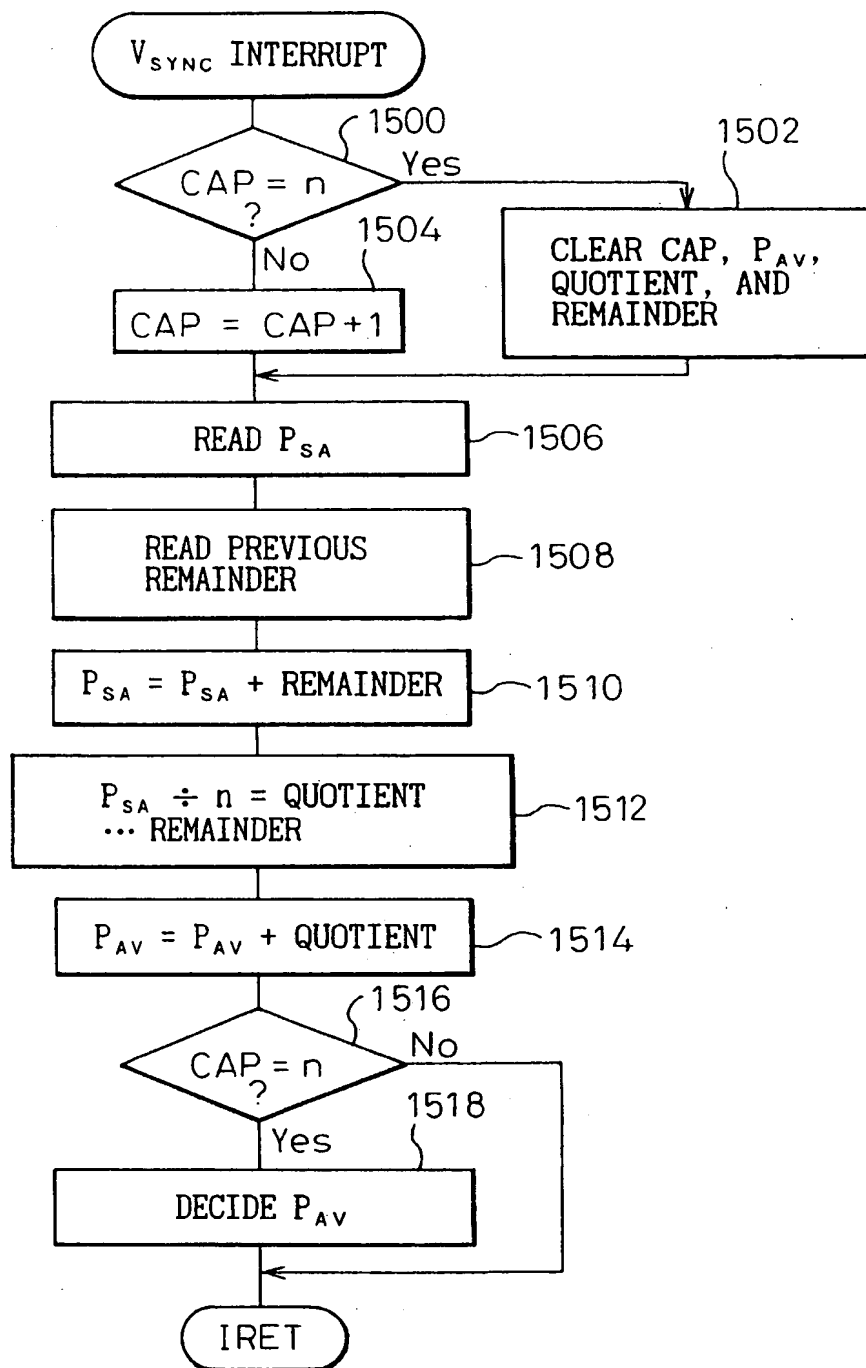 V_SYNC INTERRUPT
1500
CAP = n
?
Yes
1502
CLEAR CAP, P_AV,
QUOTIENT, AND
REMAINDER
No
1504
CAP = CAP+1
READ P_SA
1506
READ PREVIOUS
REMAINDER
1508
P_SA = P_SA + REMAINDER
1510
P_SA ÷ n = QUOTIENT
··· REMAINDER
1512
P_AV = P_AV + QUOTIENT
1514
1516
CAP = n
?
No
Yes
1518
DECIDE P_AV
IRET